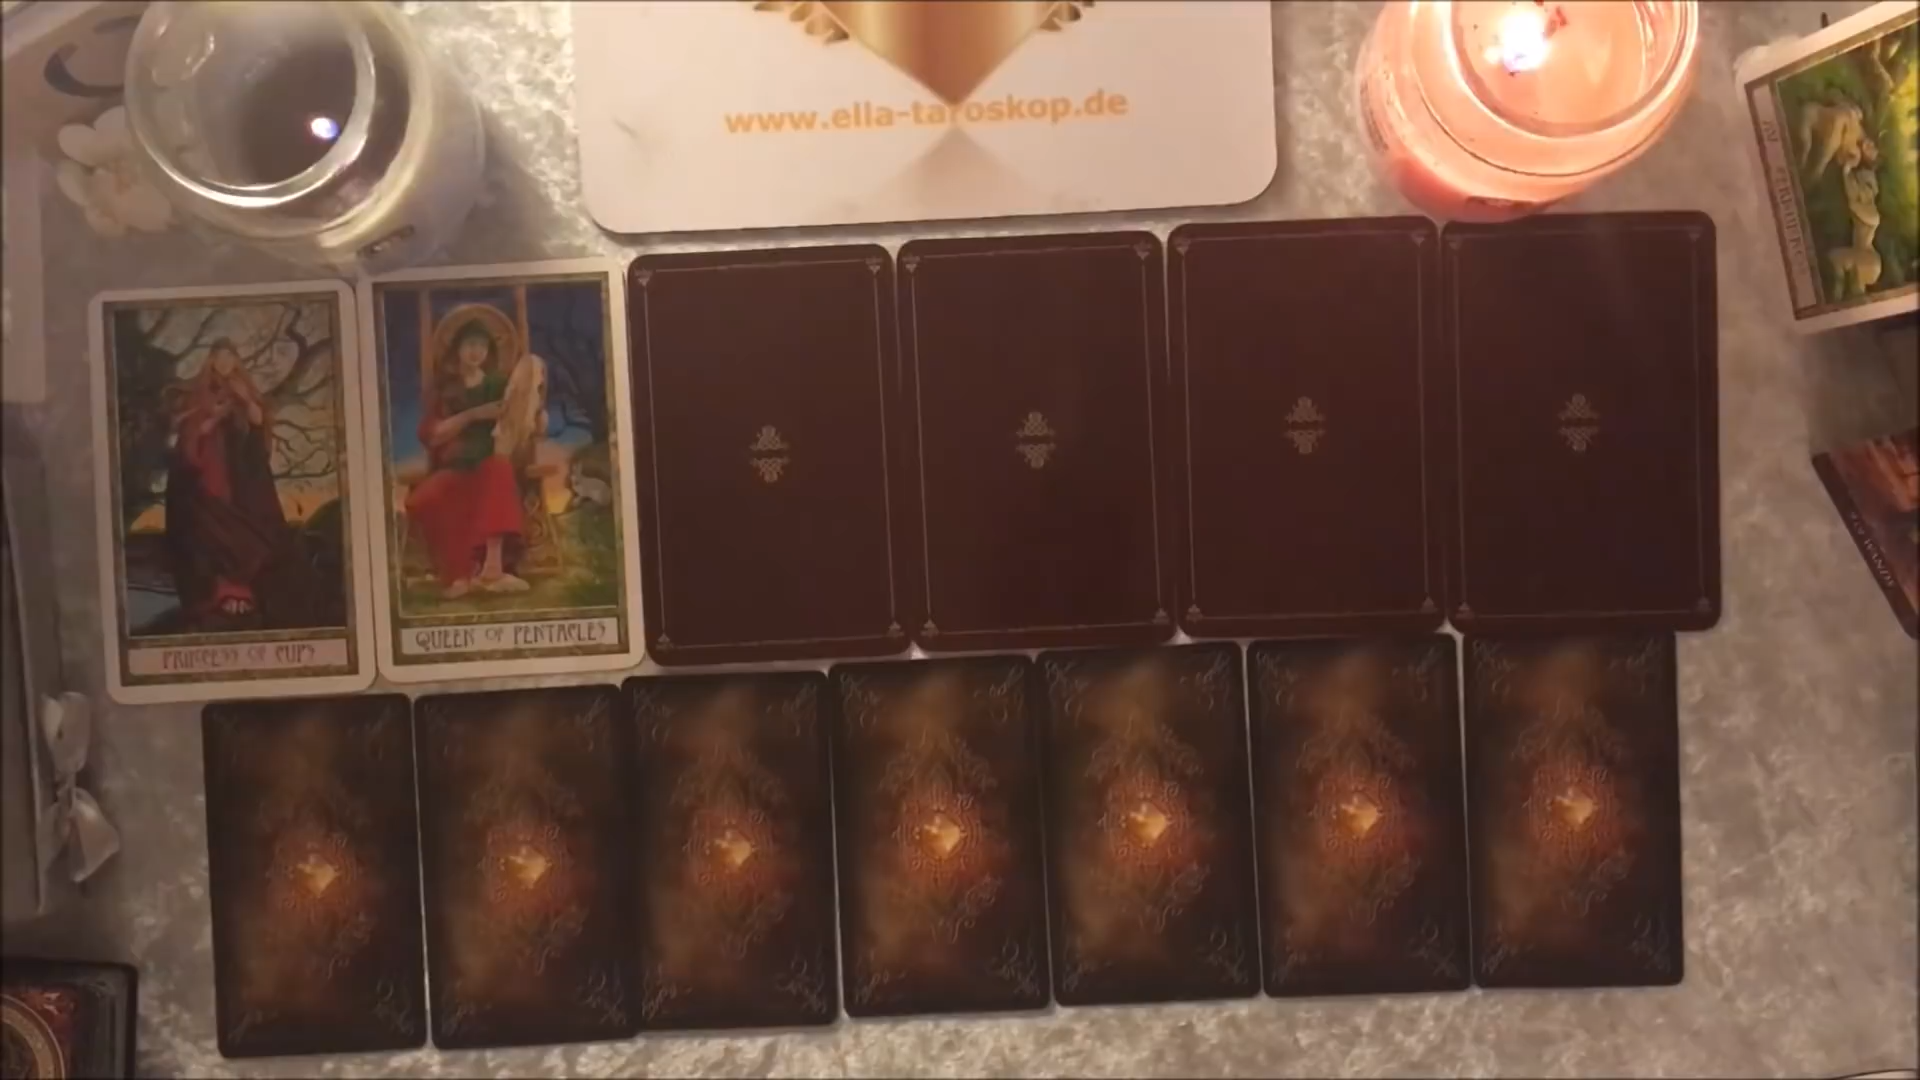 www.ella-taroskop.de
PRINCESS OF CUPS
QUEEN OF PENTACLES